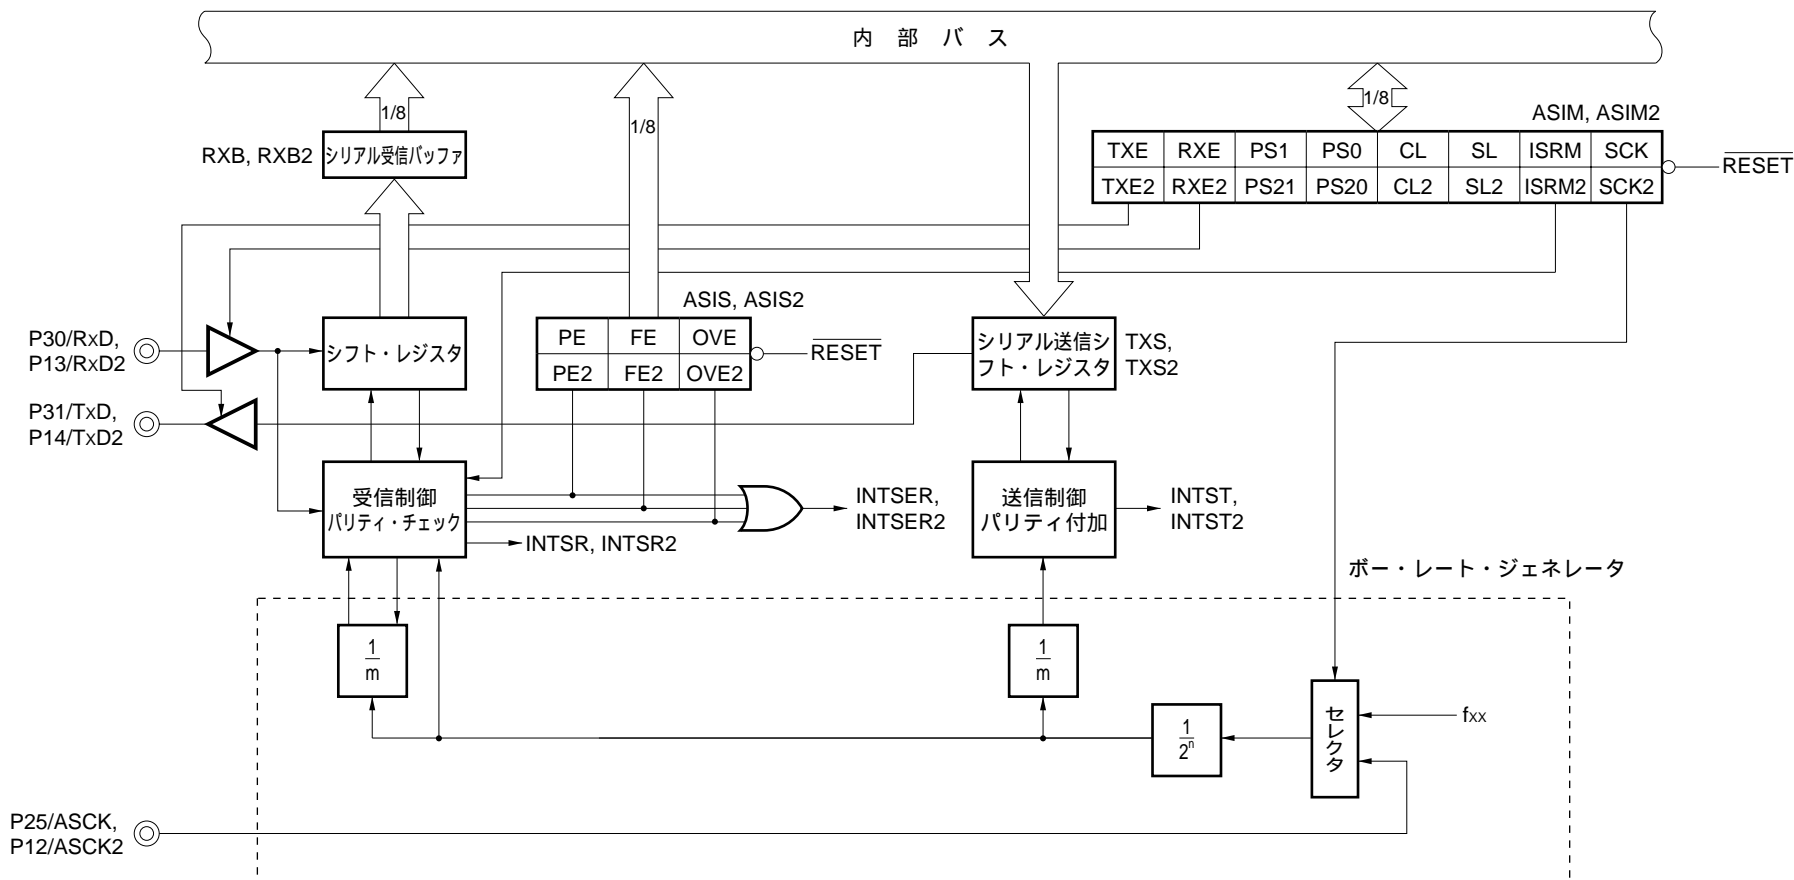 内部バス
1/8
1/8
1/8
ASIM, ASIM2
RXB, RXB2
シリアル受信バッファ
TXE RXE PS1 PS0 CL SL ISRM SCK
TXE2 RXE2 PS21 PS20 CL2 SL2 ISRM2 SCK2
RESET
ASIS, ASIS2
P30/RxD,
P13/RxD2
シフト・レジスタ
PE FE OVE
PE2 FE2 OVE2
RESET
シリアル送信シ
フト・レジスタ
TXS,
TXS2
P31/TxD,
P14/TxD2
受信制御
パリティ・チェック
INTSER,
INTSER2
INTSR, INTSR2
送信制御
パリティ付加
INTST,
INTST2
ボー・レート・ジェネレータ
1
m
1
m
1
2n
セレクタ
fxx
P25/ASCK,
P12/ASCK2